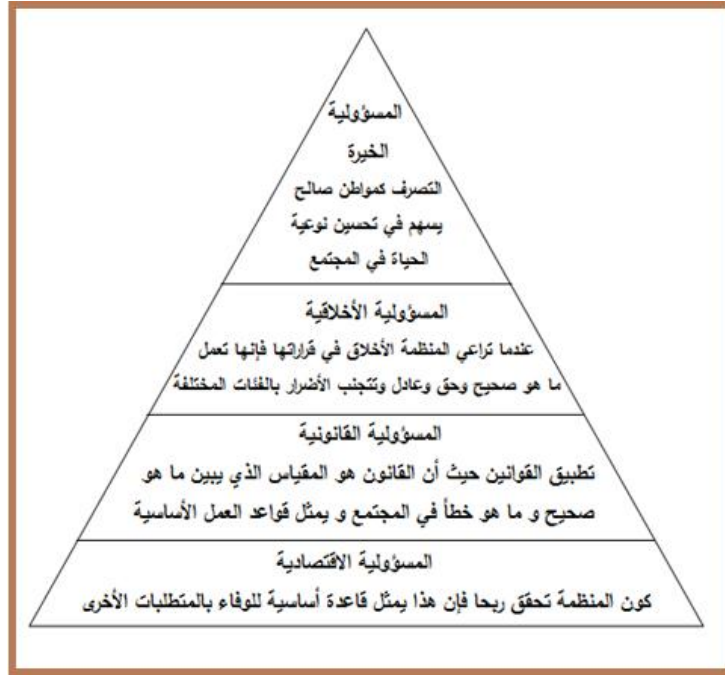 المسؤولية
الخيرة
التصرف كمواطن صالح
يسهم في تحسين نوعية
الحياة في المجتمع
المسؤولية الأخلاقية
عندما تراعي المنظمة الأخلاق في قراراتها فإنها تعمل
ما هو صحيح وحق وعادل وتتجنب الأضرار بالفئات المختلفة
المسؤولية القانونية
تطبيق القوانين حيث أن القانون هو المقياس الذي يبين ما هو
صحيح و ما هو خطأ في المجتمع و يمثل قواعد العمل الأساسية
المسؤولية الاقتصادية
كون المنظمة تحقق ربحا فإن هذا يمثل قاعدة أساسية للوفاء بالمتطلبات الأخرى